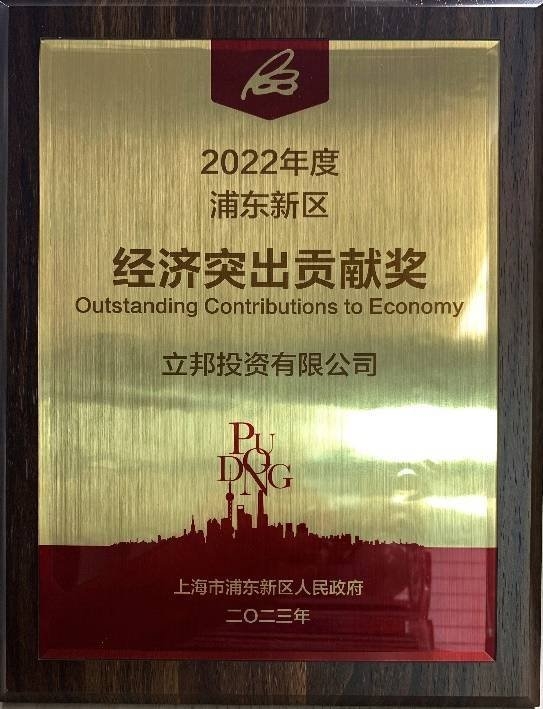 2022年度
浦东新区
经济突出贡献奖
Outstanding Contributions to Economy
立邦投资有限公司
PU
DONG
上海市浦东新区人民政府
二〇二三年